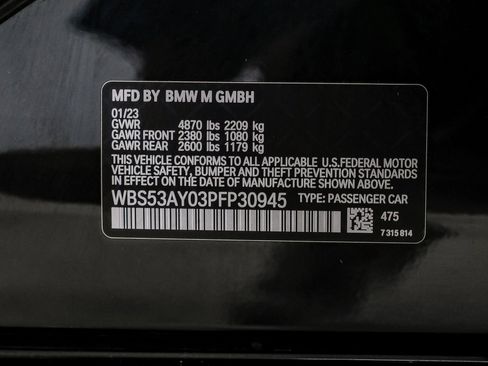 MFD BY BMW M GMBH
01/23
GVWR 4870 lbs 2209 kg
GAWR FRONT 2380 lbs 1080 kg
GAWR REAR 2600 lbs 1179 kg
THIS VEHICLE CONFORMS TO ALL APPLICABLE U.S.FEDERAL MOTOR
VEHICLE SAFETY, BUMPER AND THEFT PREVENTION STANDARDS
IN EFFECT ON THE DATE OF MANUFACTURE SHOWN ABOVE.
WBS53AY03PFP30945 TYPE: PASSENGER CAR
475
7 315 814